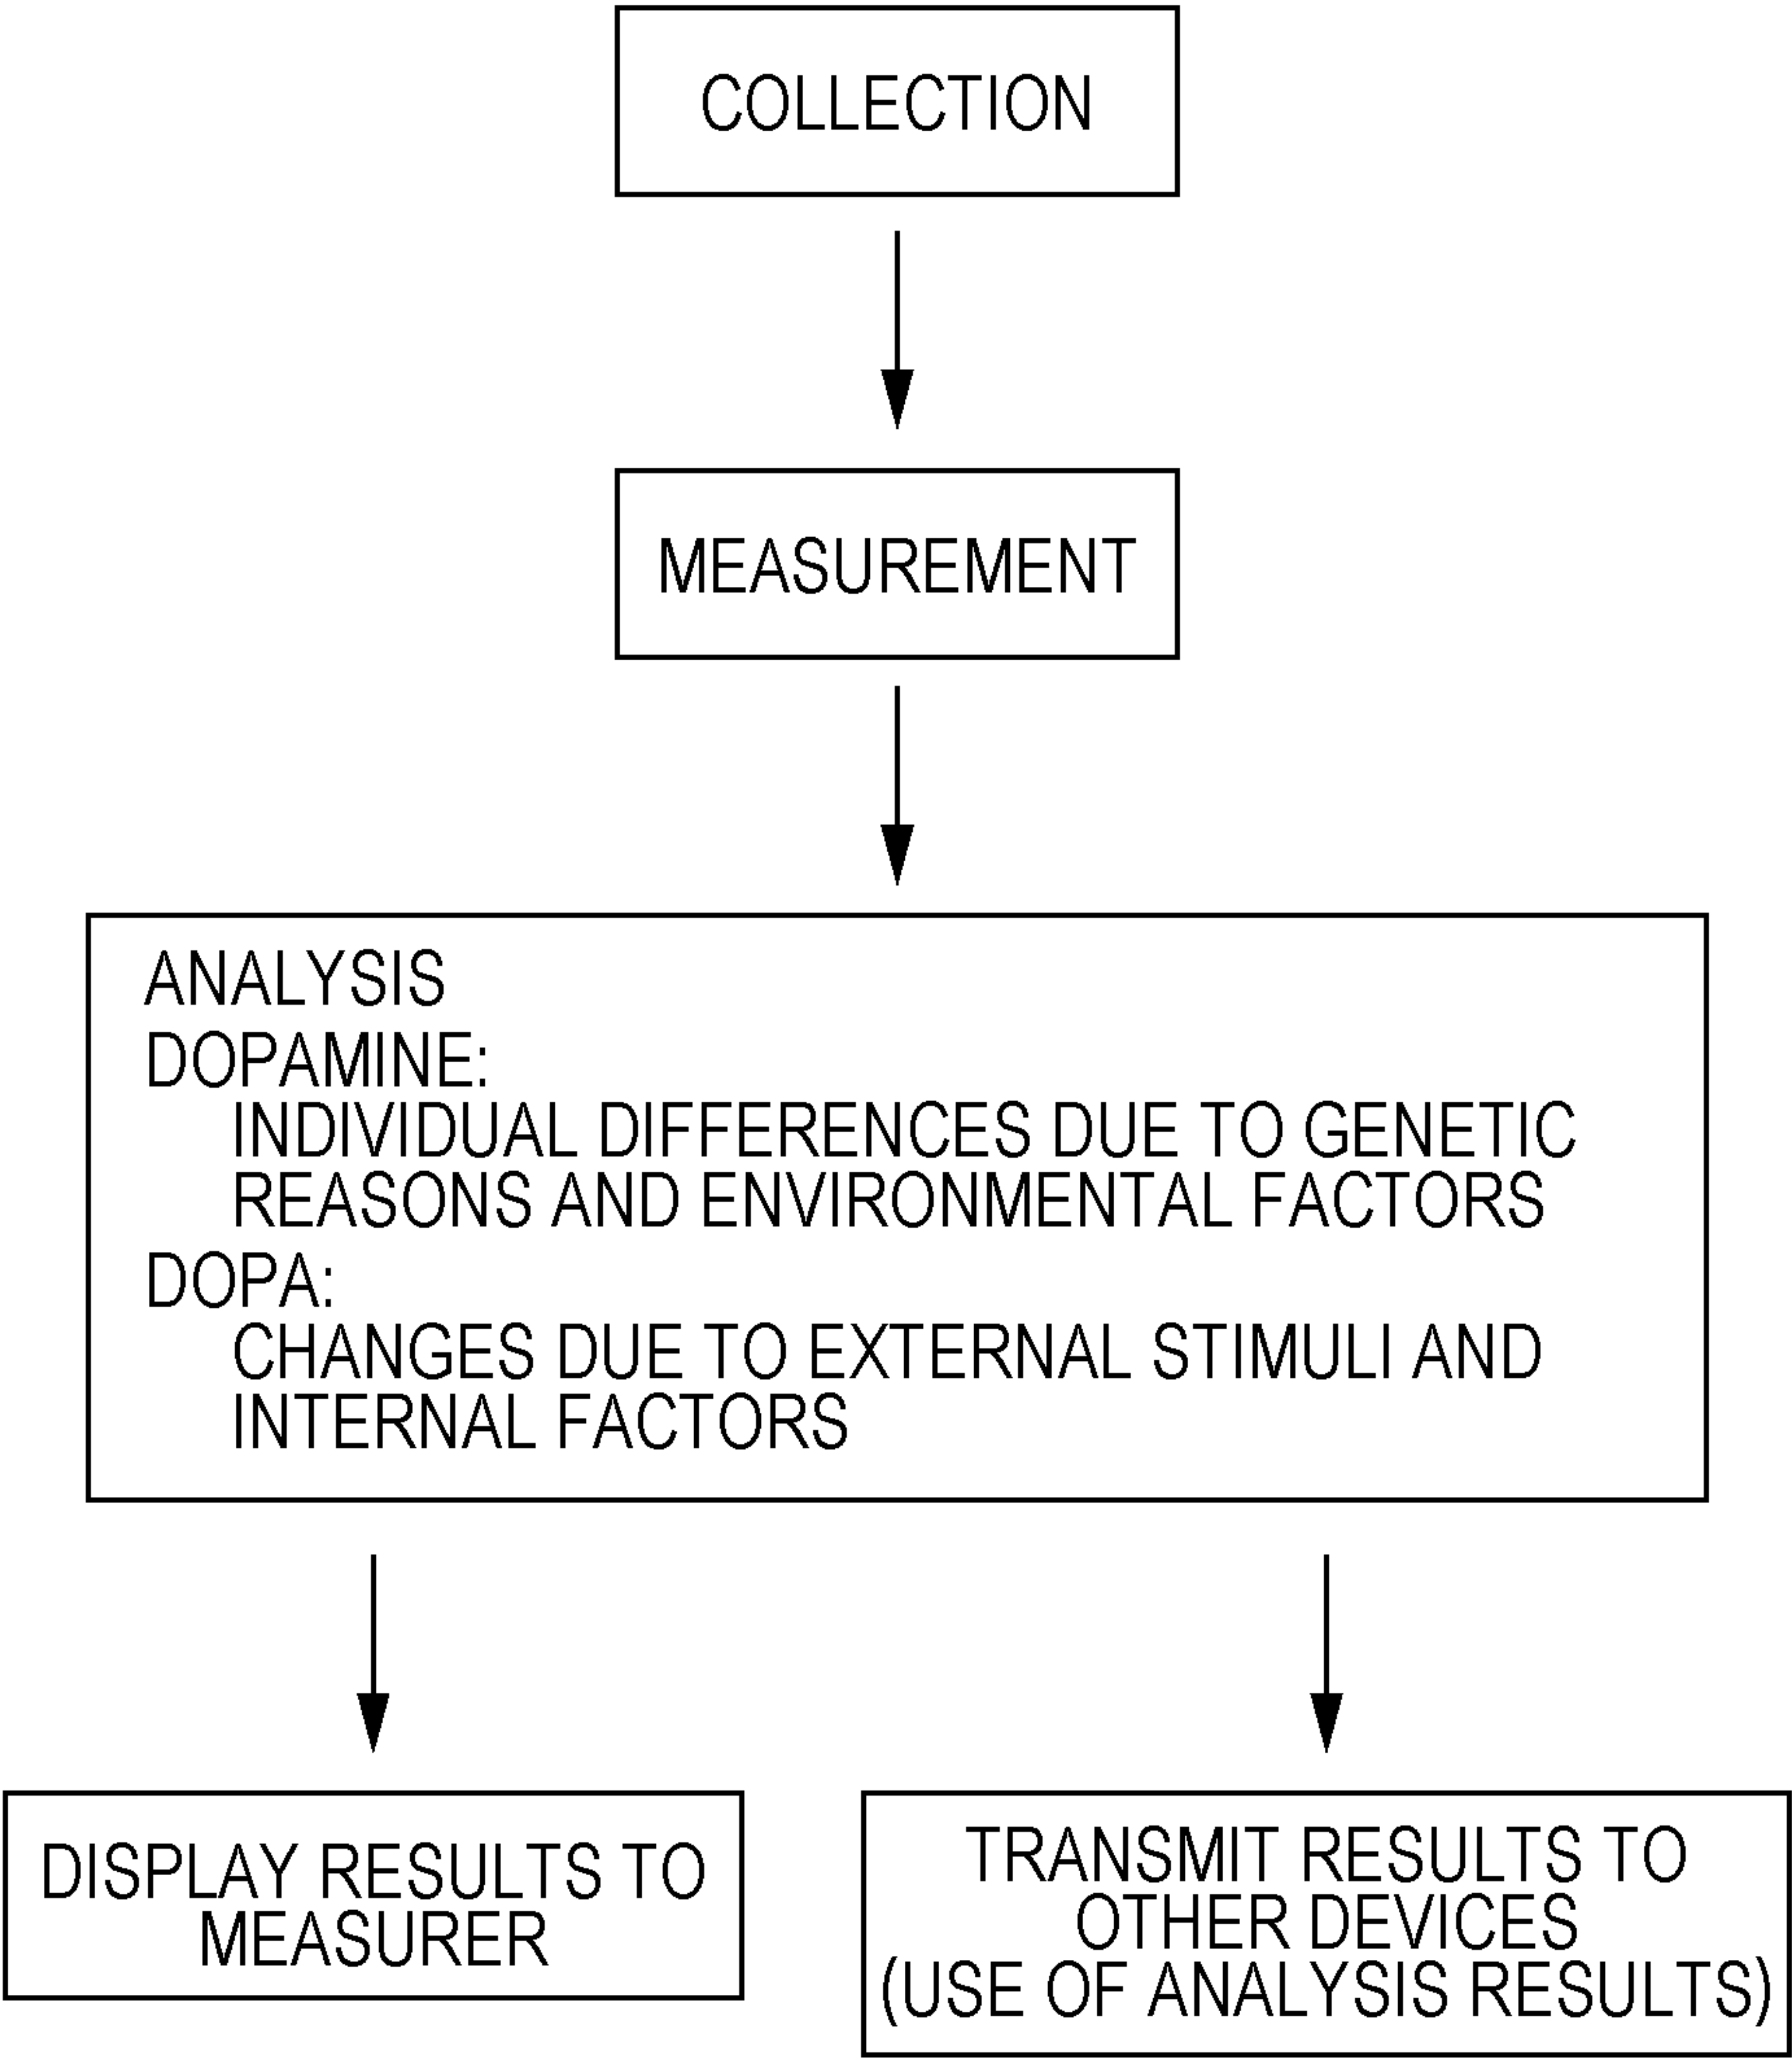 COLLECTION
MEASUREMENT
ANALYSIS
DOPAMINE:
INDIVIDUAL DIFFERENCES DUE TO GENETIC
REASONS AND ENVIRONMENTAL FACTORS
DOPA:
CHANGES DUE TO EXTERNAL STIMULI AND
INTERNAL FACTORS
DISPLAY RESULTS TO
MEASURER
TRANSMIT RESULTS TO
OTHER DEVICES
(USE OF ANALYSIS RESULTS)